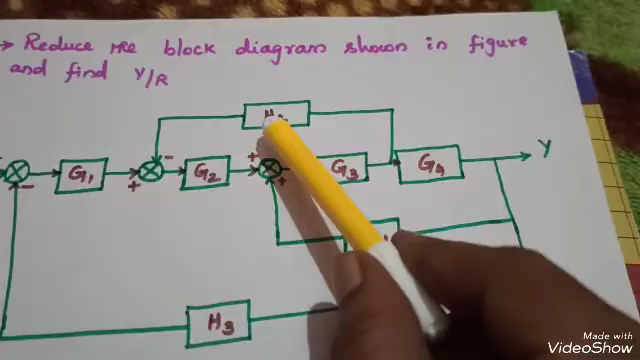 → Reduce the block diagram shown in figure
and find Y/R
G1
G2
G3
G4
Y
H3
+
-
+
-
+
+
-
Made with
VideoShow